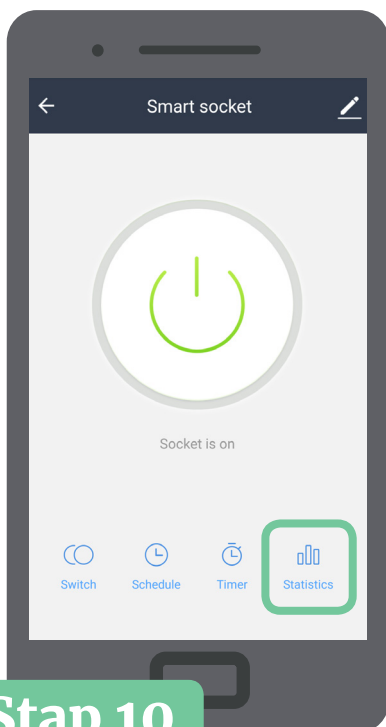 Smart socket
Socket is on
Switch Schedule Timer Statistics
Stap 10